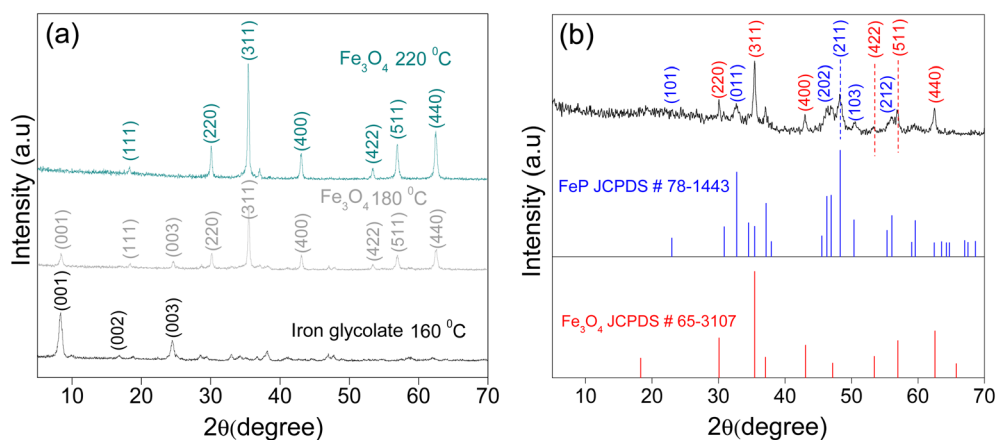 (a)
Fe₃O₄ 220 ⁰C
(111)
(220)
(311)
(400)
(422)
(511)
(440)
Fe₃O₄ 180 ⁰C
(001)
(111)
(003)
(220)
(311)
(400)
(422)
(511)
(440)
Iron glycolate 160 ⁰C
(001)
(002)
(003)
Intensity (a.u)
10 20 30 40 50 60 70
2θ(degree)
(b)
(101)
(220)
(011)
(311)
(400)
(202)
(211)
(103)
(422)
(212)
(511)
(440)
FeP JCPDS # 78-1443
Fe₃O₄ JCPDS # 65-3107
Intensity (a.u)
10 20 30 40 50 60 70
2θ(degree)